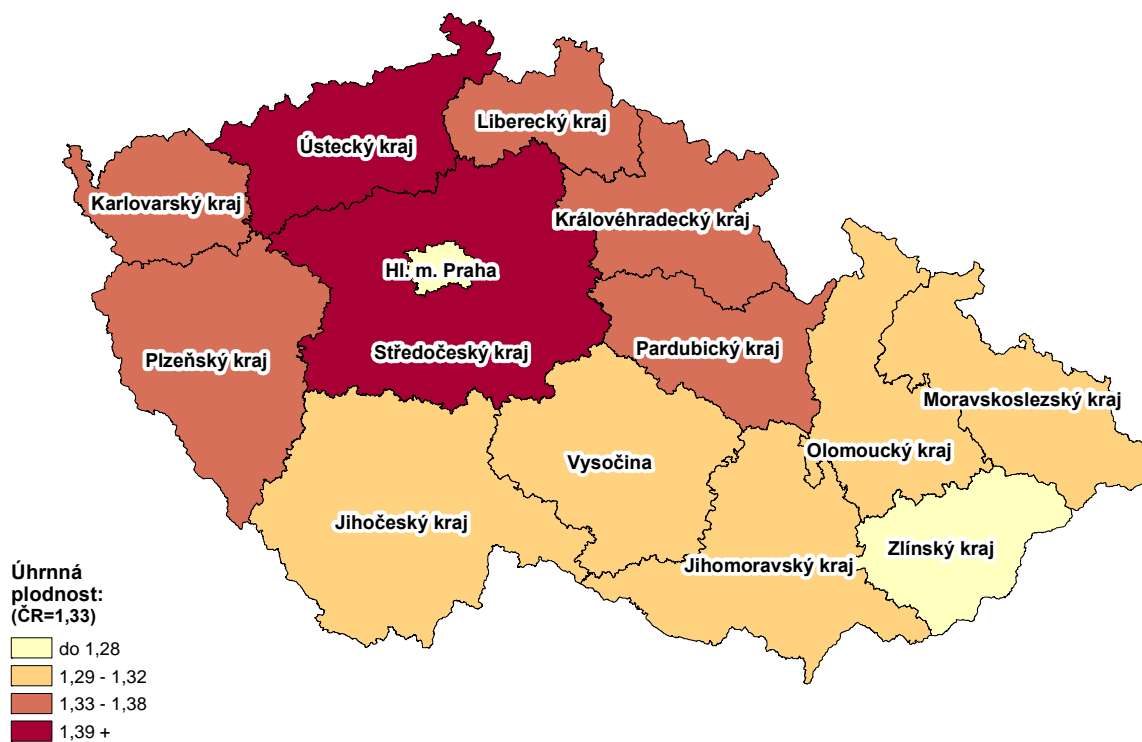 Liberecký kraj
Ústecký kraj
Karlovarský kraj
Královéhradecký kraj
Hl. m. Praha
Pardubický kraj
Středočeský kraj
Plzeňský kraj
Moravskoslezský kraj
Olomoucký kraj
Vysočina
Jihočeský kraj
Zlínský kraj
Jihomoravský kraj
Úhrnná
plodnost:
(ČR=1,33)
do 1,28
1,29 - 1,32
1,33 - 1,38
1,39 +